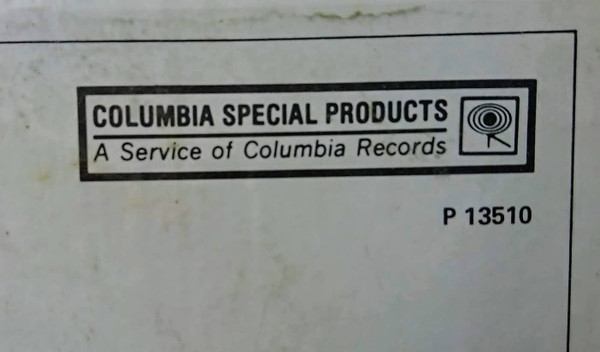 COLUMBIA SPECIAL PRODUCTS
A Service of Columbia Records
P 13510